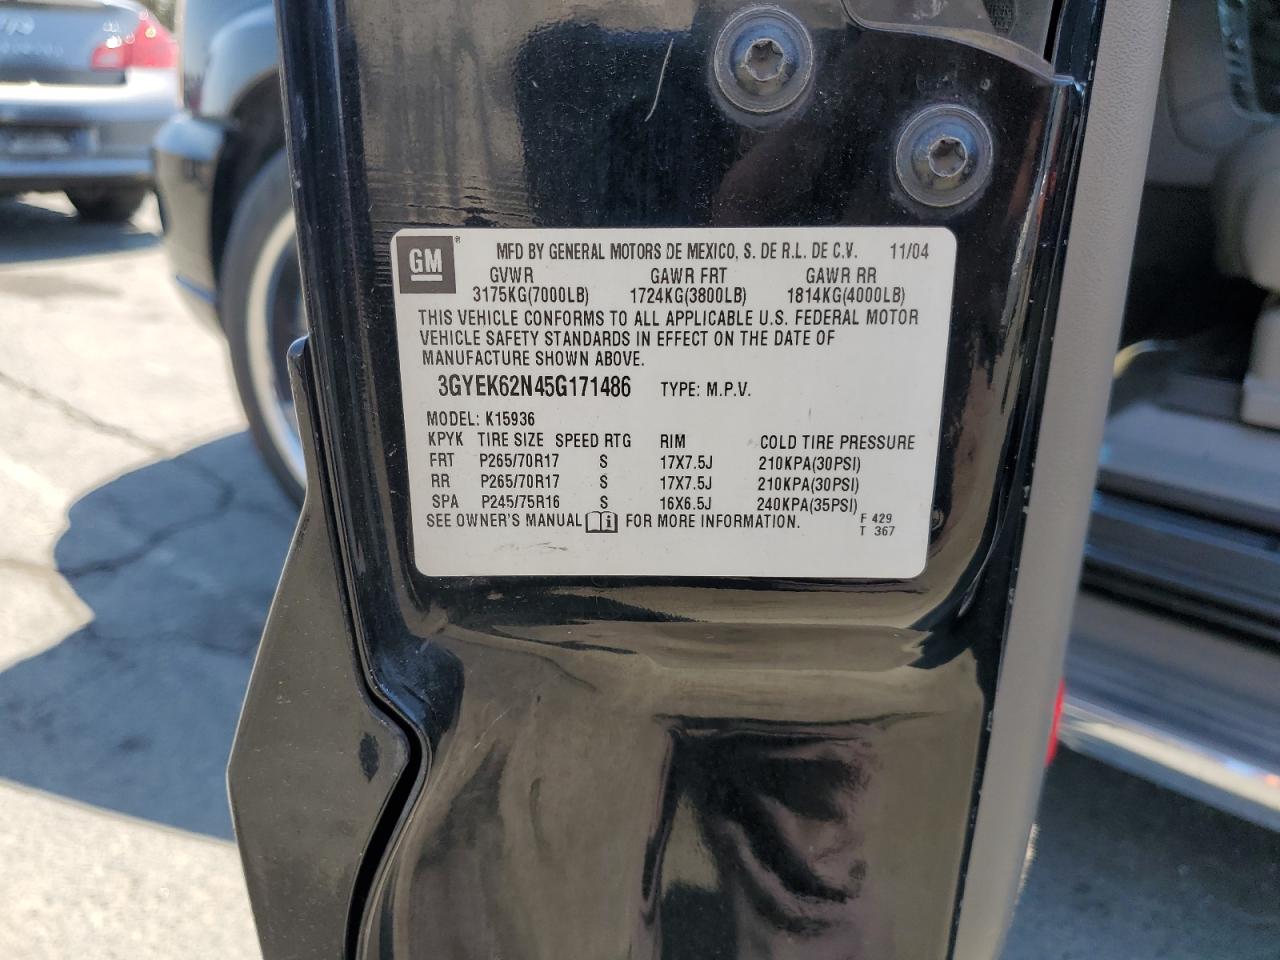 GM ® MFD BY GENERAL MOTORS DE MEXICO, S. DE R.L. DE C.V. 11/04
GVWR GAWR FRT GAWR RR
3175KG(7000LB) 1724KG(3800LB) 1814KG(4000LB)
THIS VEHICLE CONFORMS TO ALL APPLICABLE U.S. FEDERAL MOTOR
VEHICLE SAFETY STANDARDS IN EFFECT ON THE DATE OF
MANUFACTURE SHOWN ABOVE.
3GYEK62N45G171486 TYPE: M.P.V.
MODEL: K15936
KPYK TIRE SIZE SPEED RTG RIM COLD TIRE PRESSURE
FRT P265/70R17 S 17X7.5J 210KPA(30PSI)
RR P265/70R17 S 17X7.5J 210KPA(30PSI)
SPA P245/75R16 S 16X6.5J 240KPA(35PSI)
SEE OWNER'S MANUAL i FOR MORE INFORMATION. F 429
T 367